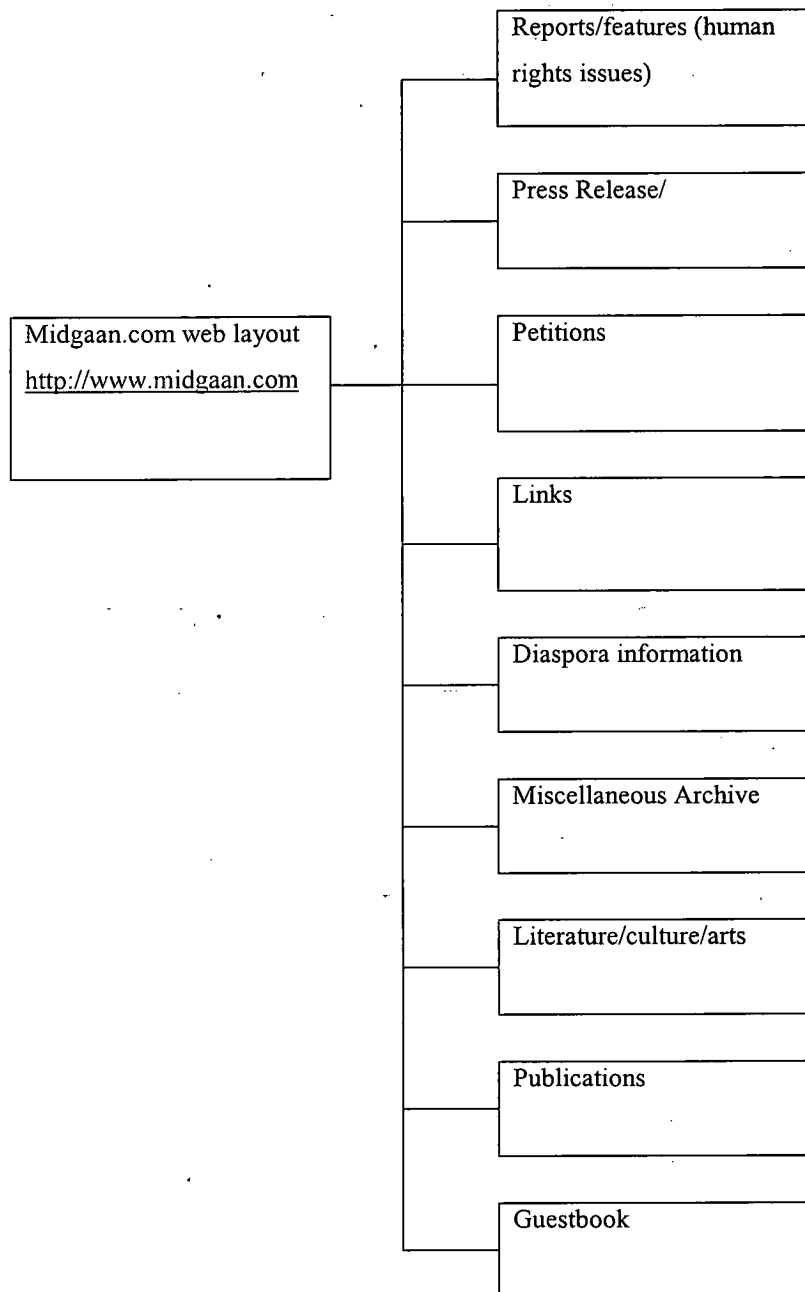 Reports/features (human
rights issues)
Press Release/
Midgaan.com web layout
http://www.midgaan.com
Petitions
Links
Diaspora information
Miscellaneous Archive
Literature/culture/arts
Publications
Guestbook